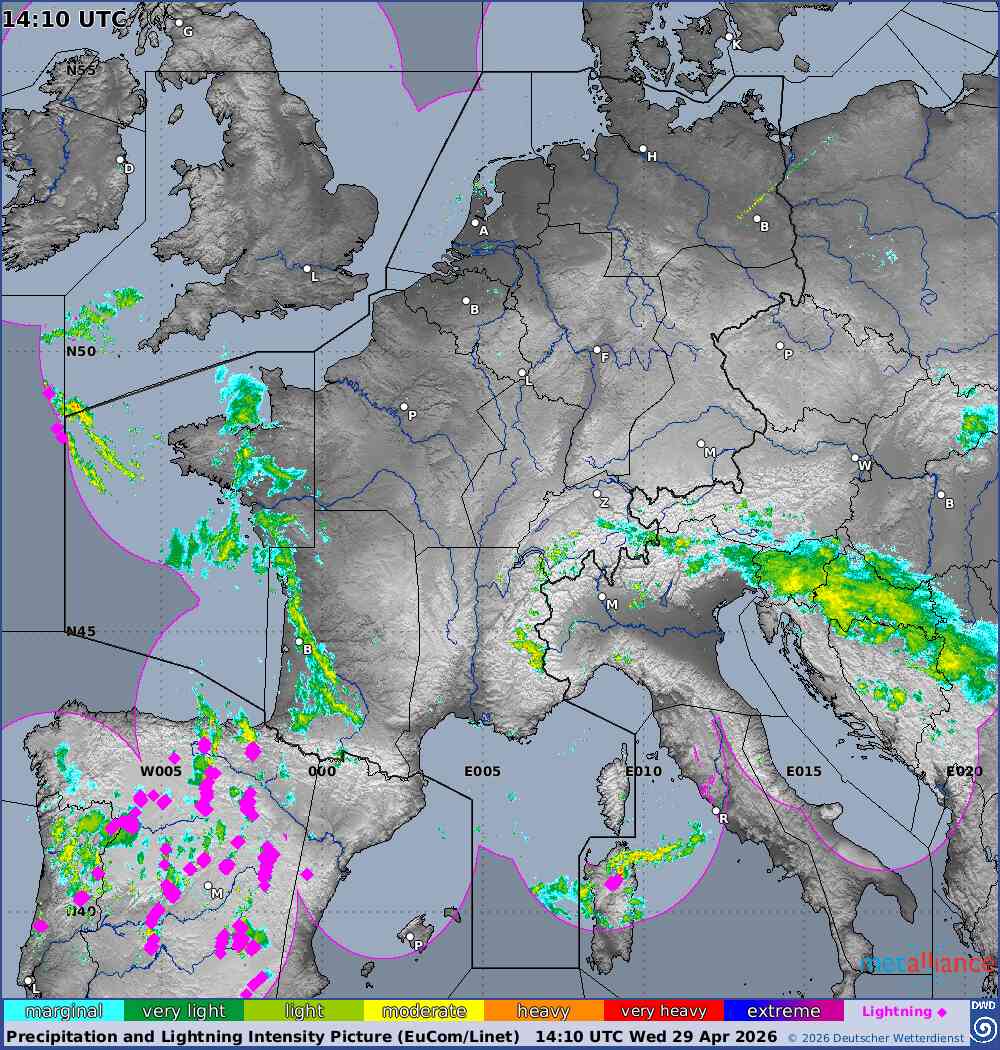 14:10 UTC
G
K
N55
H
D
A
B
L
B
N50
F
P
L
P
M
W
Z
B
M
N45
B
W005
000
E005
E010
E015
E020
R
M
N40
P
L
metalliance
marginal very light light moderate heavy very heavy extreme Lightning
DWD
Precipitation and Lightning Intensity Picture (EuCom/Linet) 14:10 UTC Wed 29 Apr 2026 © 2026 Deutscher Wetterdienst